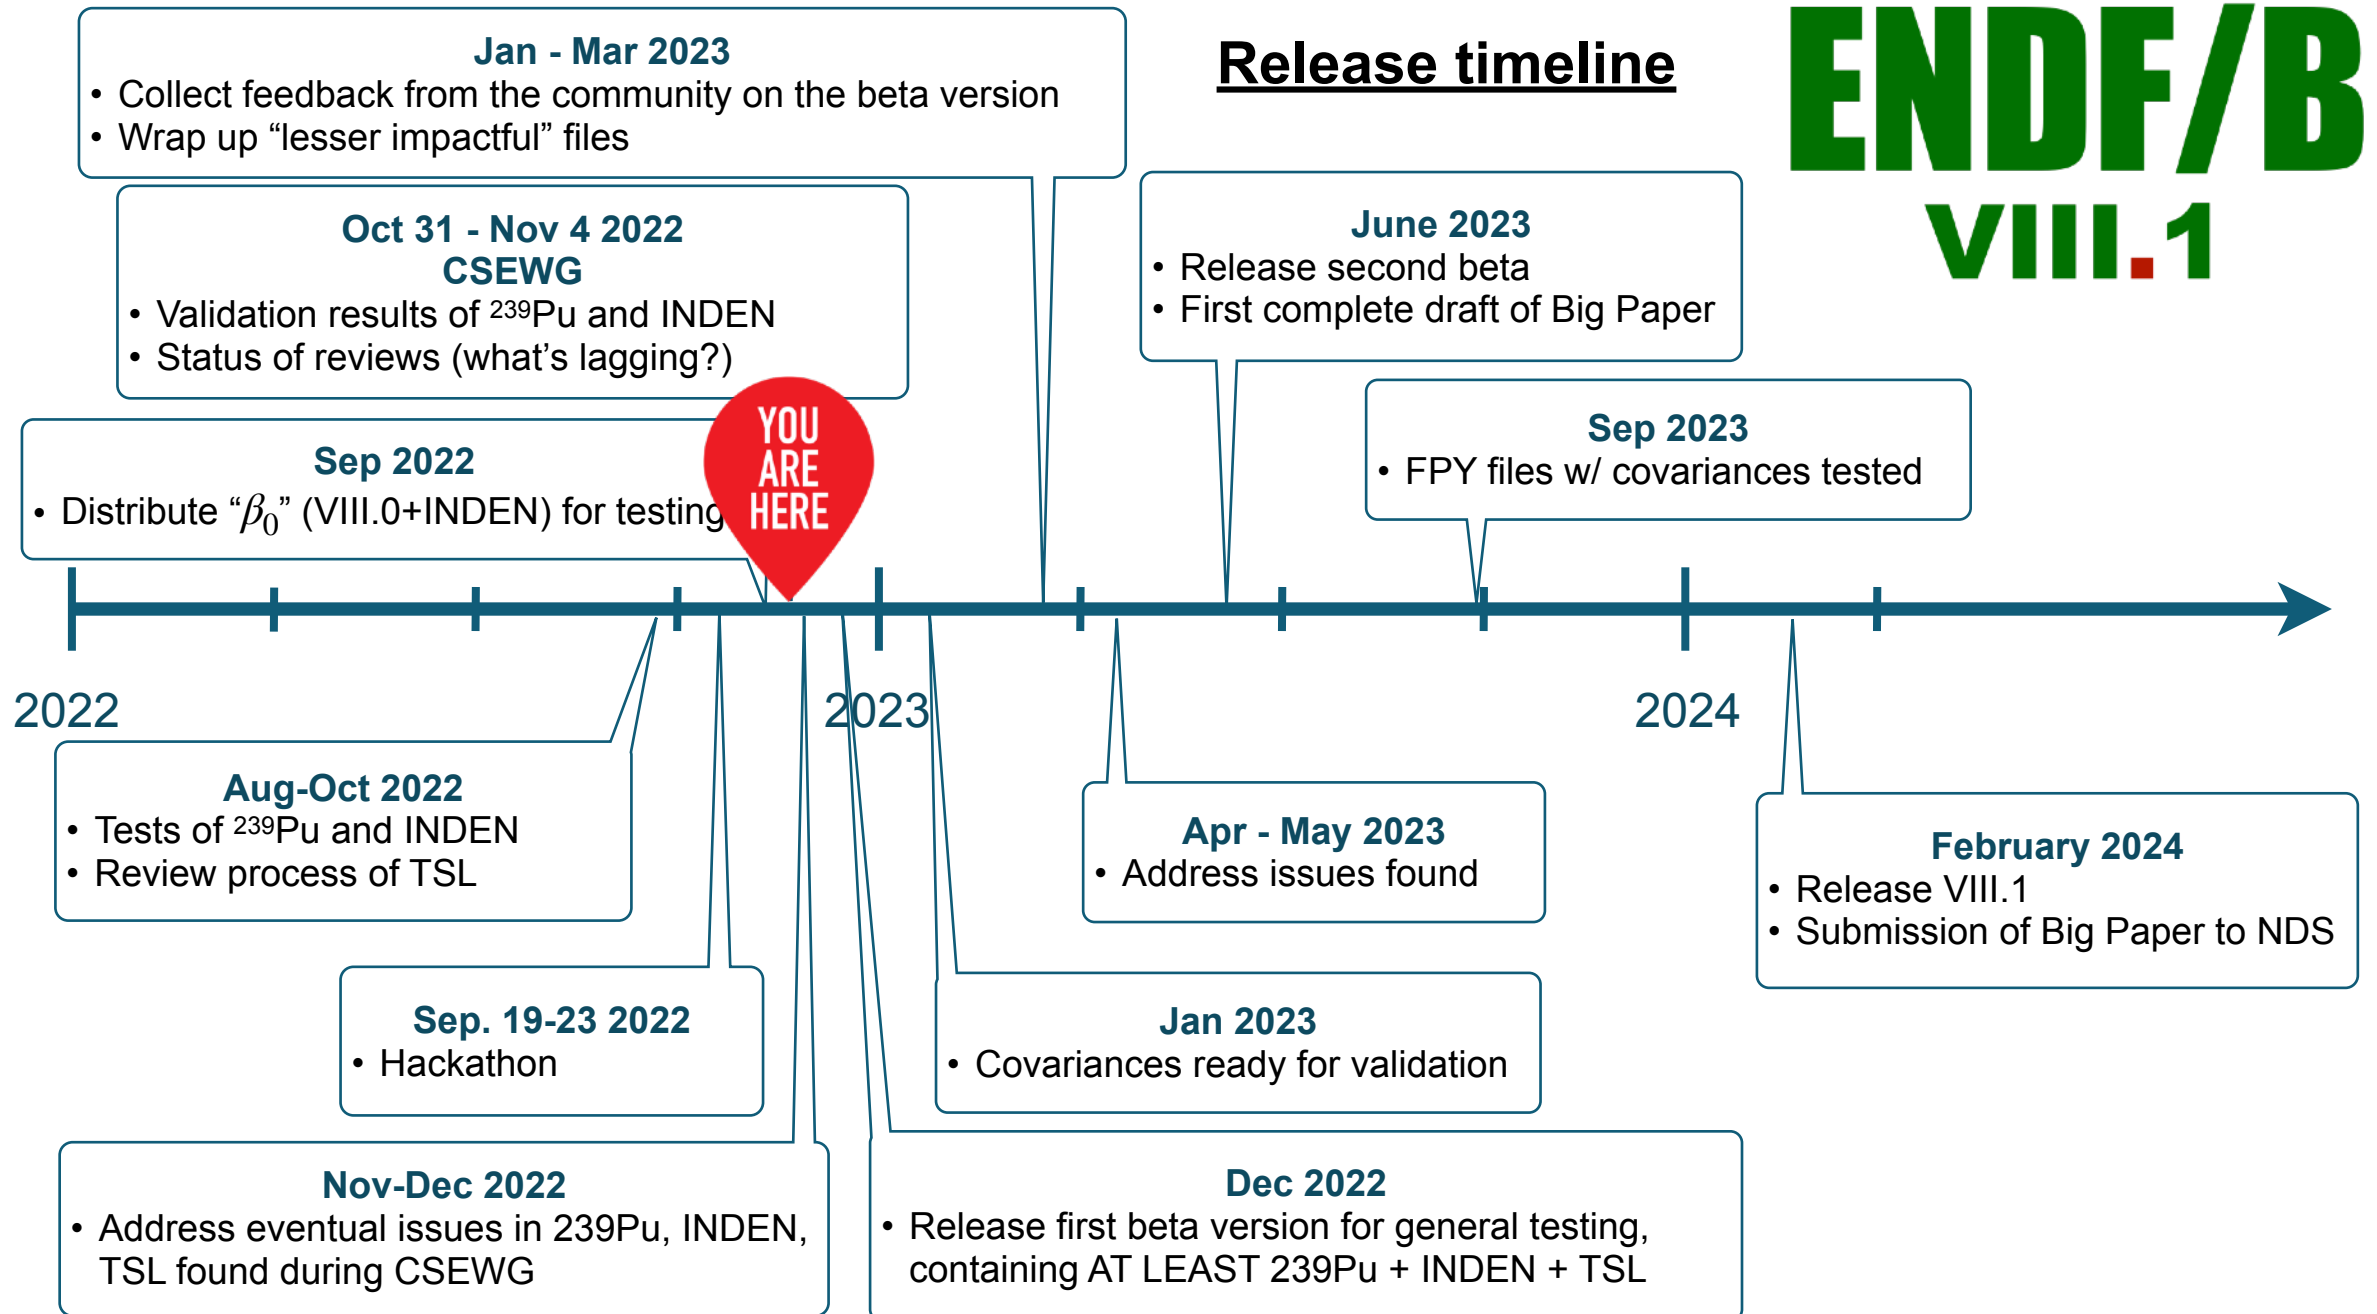 Release timeline
ENDF/B
VIII.1
Jan - Mar 2023
• Collect feedback from the community on the beta version
• Wrap up “lesser impactful” files
Oct 31 - Nov 4 2022
CSEWG
• Validation results of ²³⁹Pu and INDEN
• Status of reviews (what’s lagging?)
June 2023
• Release second beta
• First complete draft of Big Paper
Sep 2022
• Distribute “β₀” (VIII.0+INDEN) for testing
YOU
ARE
HERE
Sep 2023
• FPY files w/ covariances tested
2022
2023
2024
Aug-Oct 2022
• Tests of ²³⁹Pu and INDEN
• Review process of TSL
Apr - May 2023
• Address issues found
February 2024
• Release VIII.1
• Submission of Big Paper to NDS
Sep. 19-23 2022
• Hackathon
Jan 2023
• Covariances ready for validation
Nov-Dec 2022
• Address eventual issues in 239Pu, INDEN,
TSL found during CSEWG
Dec 2022
• Release first beta version for general testing,
containing AT LEAST 239Pu + INDEN + TSL